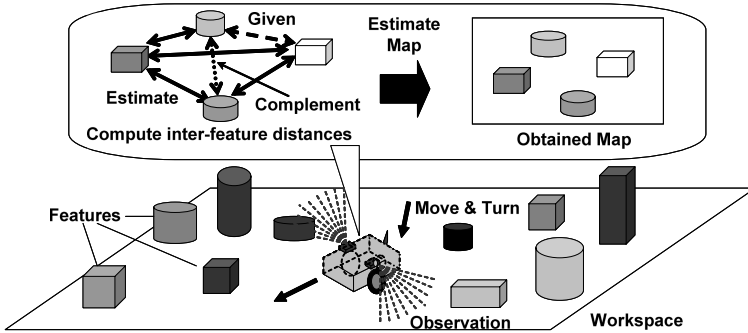 Given
Estimate
Map
Estimate
Complement
Compute inter-feature distances
Obtained Map
Features
Move & Turn
Observation
Workspace